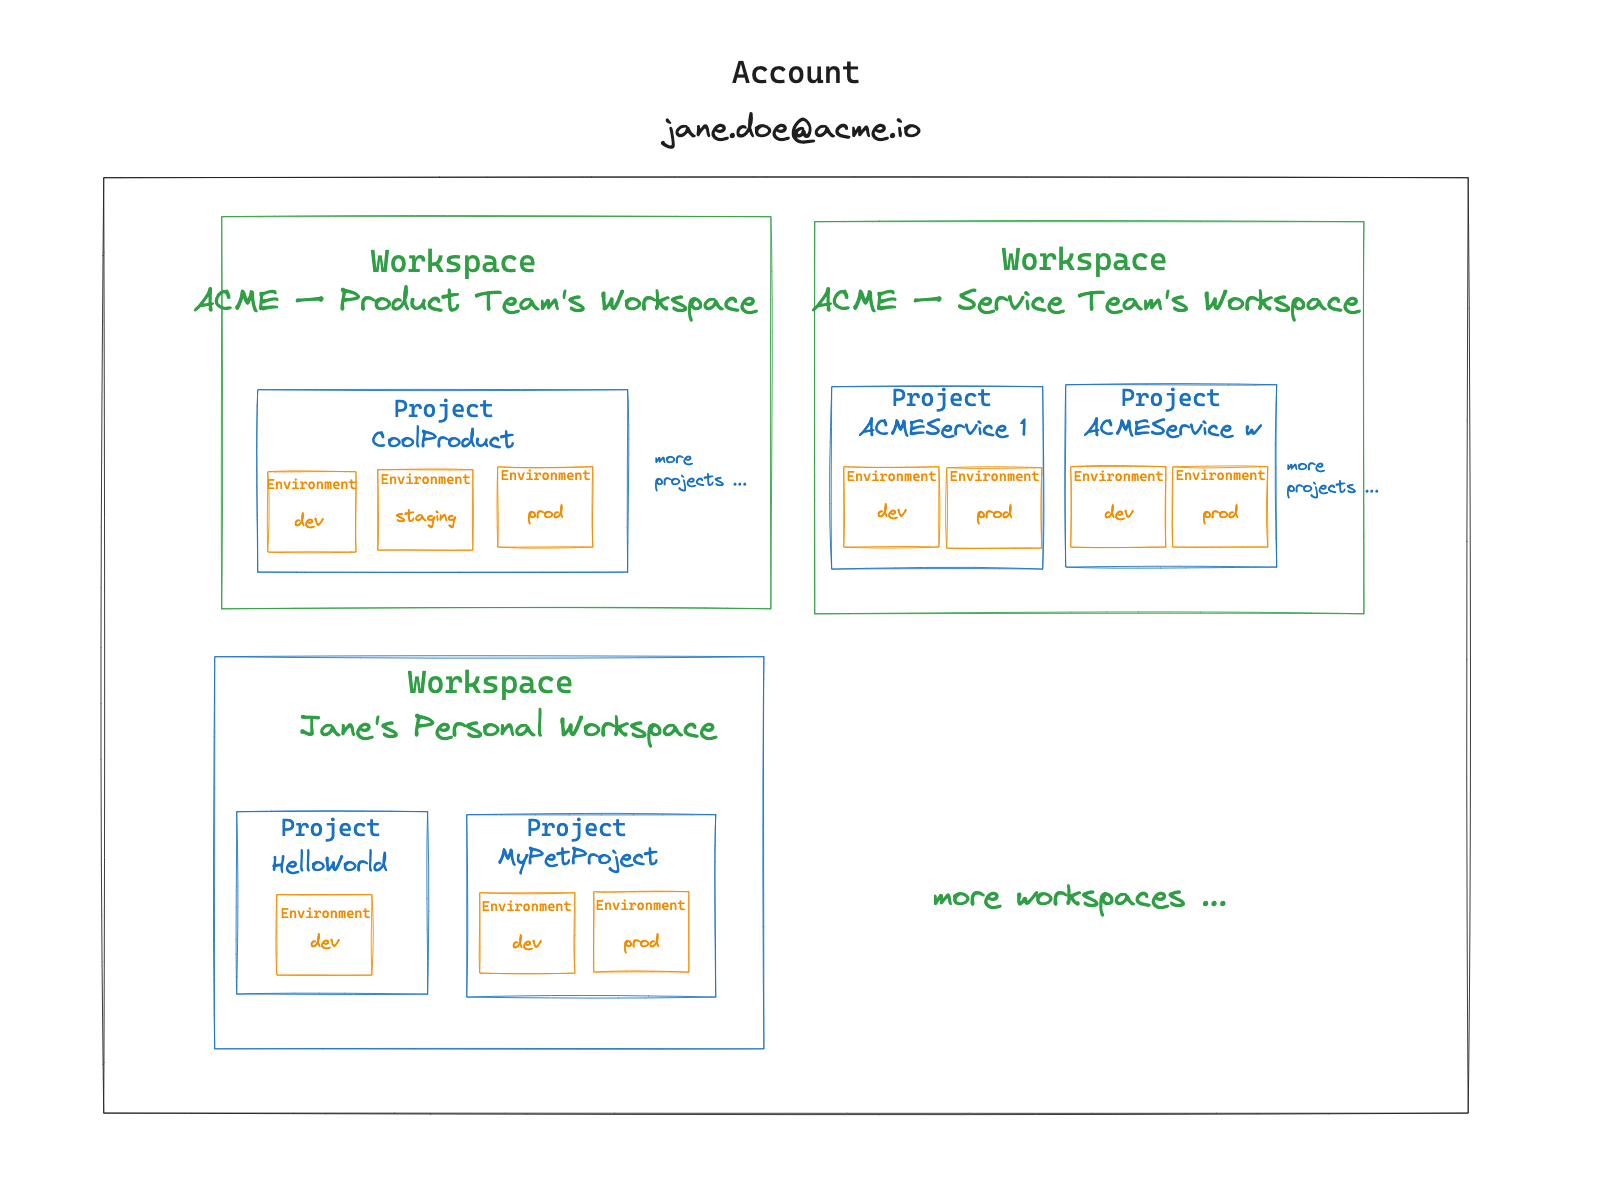 Account
jane.doe@acme.io
Workspace
ACME — Product Team's Workspace
Project
CoolProduct
Environment
dev
Environment
staging
Environment
prod
more
projects ...
Workspace
ACME — Service Team's Workspace
Project
ACMEService 1
Environment
dev
Environment
prod
Project
ACMEService w
Environment
dev
Environment
prod
more
projects ...
Workspace
Jane's Personal Workspace
Project
HelloWorld
Environment
dev
Project
MyPetProject
Environment
dev
Environment
prod
more workspaces ...